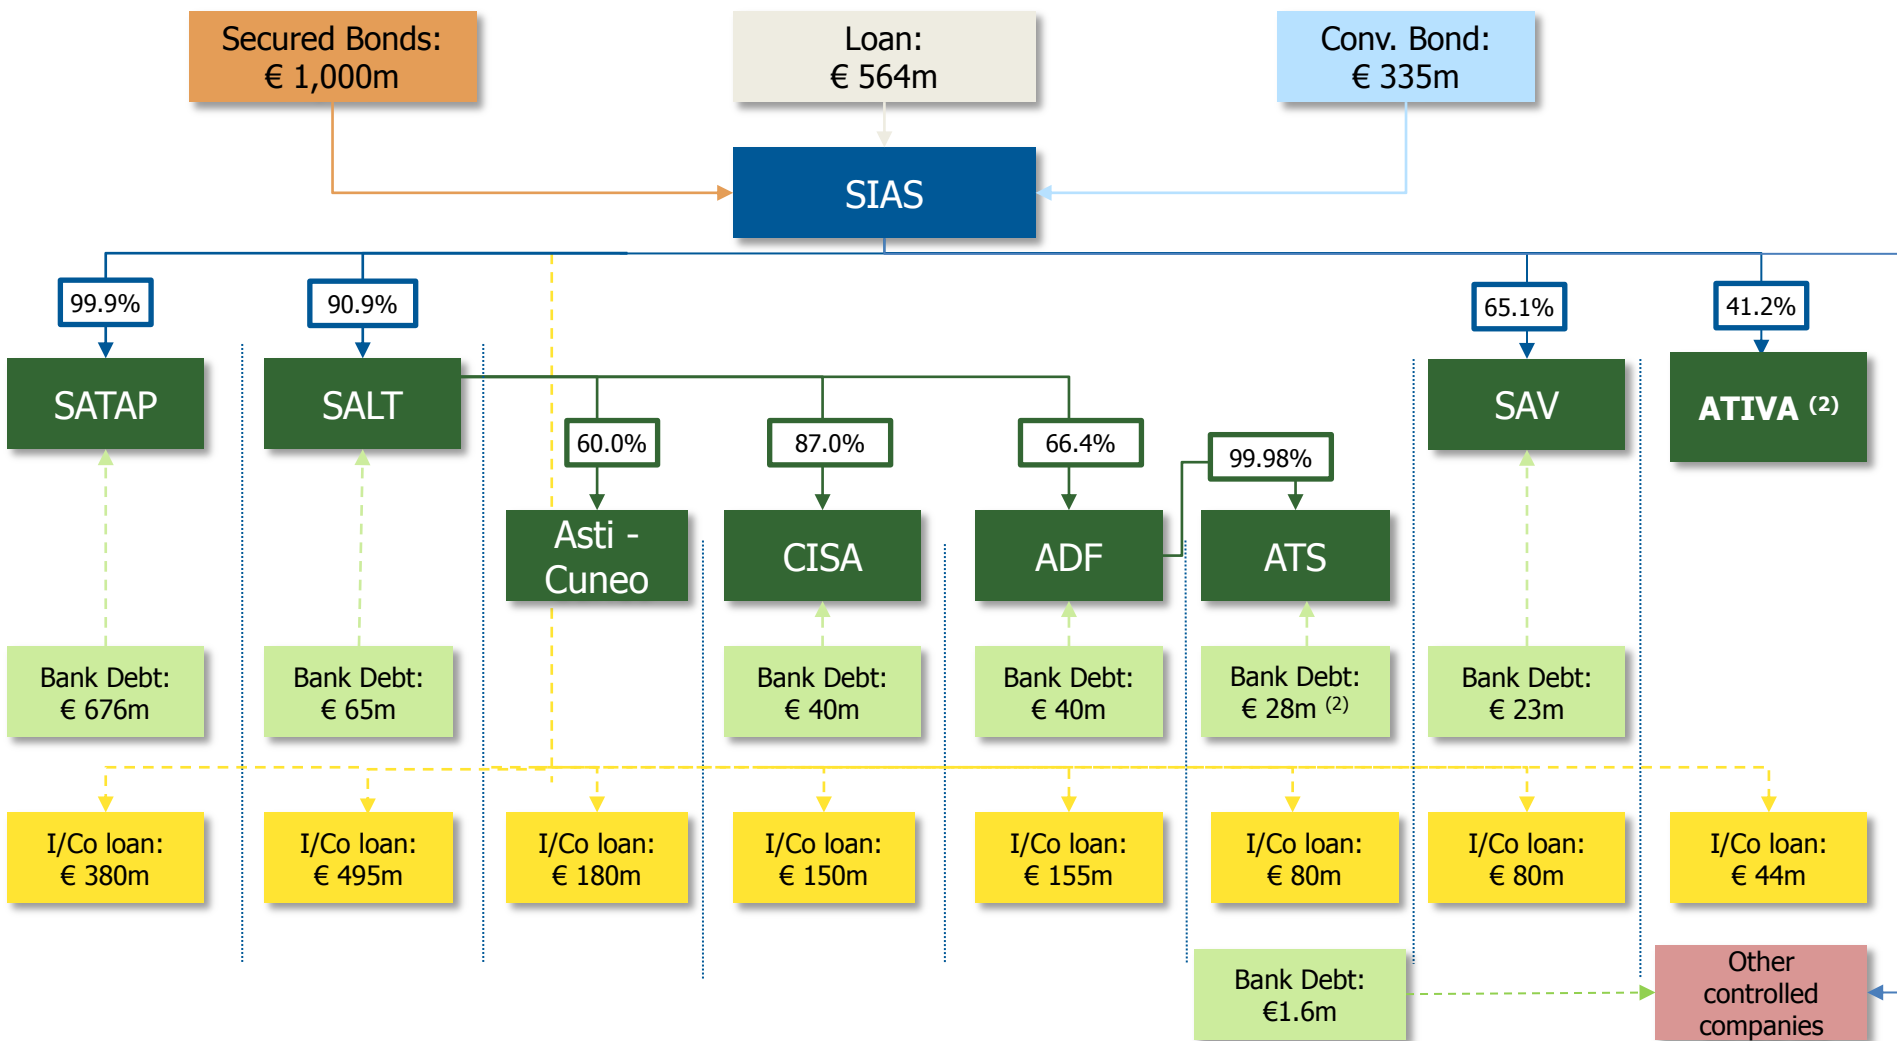 Secured Bonds:
€ 1,000m
Loan:
€ 564m
Conv. Bond:
€ 335m
SIAS
99.9%
90.9%
65.1%
41.2%
SATAP
SALT
SAV
ATIVA (2)
60.0%
87.0%
66.4%
99.98%
Asti -
Cuneo
CISA
ADF
ATS
Bank Debt:
€ 676m
Bank Debt:
€ 65m
Bank Debt:
€ 40m
Bank Debt:
€ 40m
Bank Debt:
€ 28m (2)
Bank Debt:
€ 23m
I/Co loan:
€ 380m
I/Co loan:
€ 495m
I/Co loan:
€ 180m
I/Co loan:
€ 150m
I/Co loan:
€ 155m
I/Co loan:
€ 80m
I/Co loan:
€ 80m
I/Co loan:
€ 44m
Bank Debt:
€1.6m
Other
controlled
companies